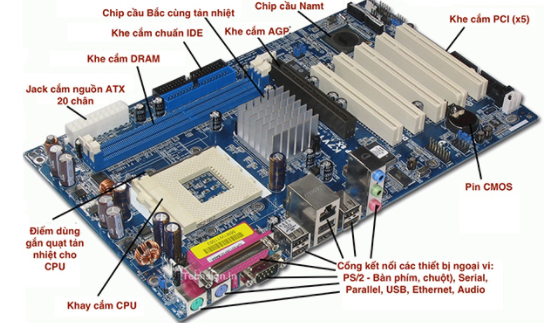 Chip cầu Bắc cùng tản nhiệt
Chip cầu Namt
Khe cắm chuẩn IDE
Khe cắm AGP
Khe cắm PCI (x5)
Khe cắm DRAM
Jack cắm nguồn ATX
20 chân
Pin CMOS
Điểm dùng
gắn quạt tản
nhiệt cho
CPU
Khay cắm CPU
Cổng kết nối các thiết bị ngoại vi:
PS/2 - Bàn phím, chuột), Serial,
Parallel, USB, Ethernet, Audio